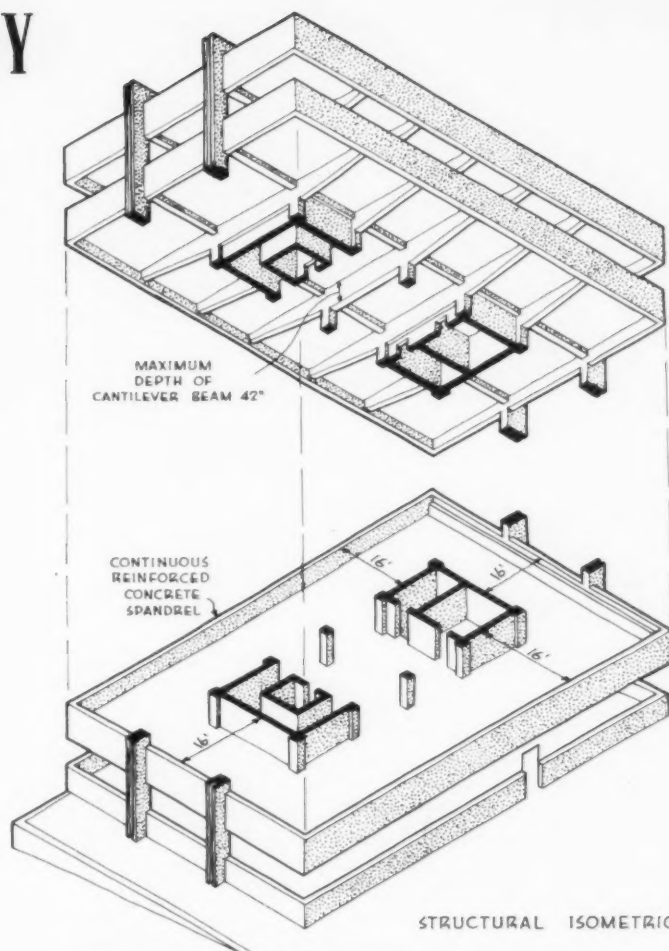 Y
MAXIMUM
DEPTH OF
CANTILEVER BEAM 42"
CONTINUOUS
REINFORCED
CONCRETE
SPANDREL
16'
16'
16'
16'
STRUCTURAL ISOMETRIC